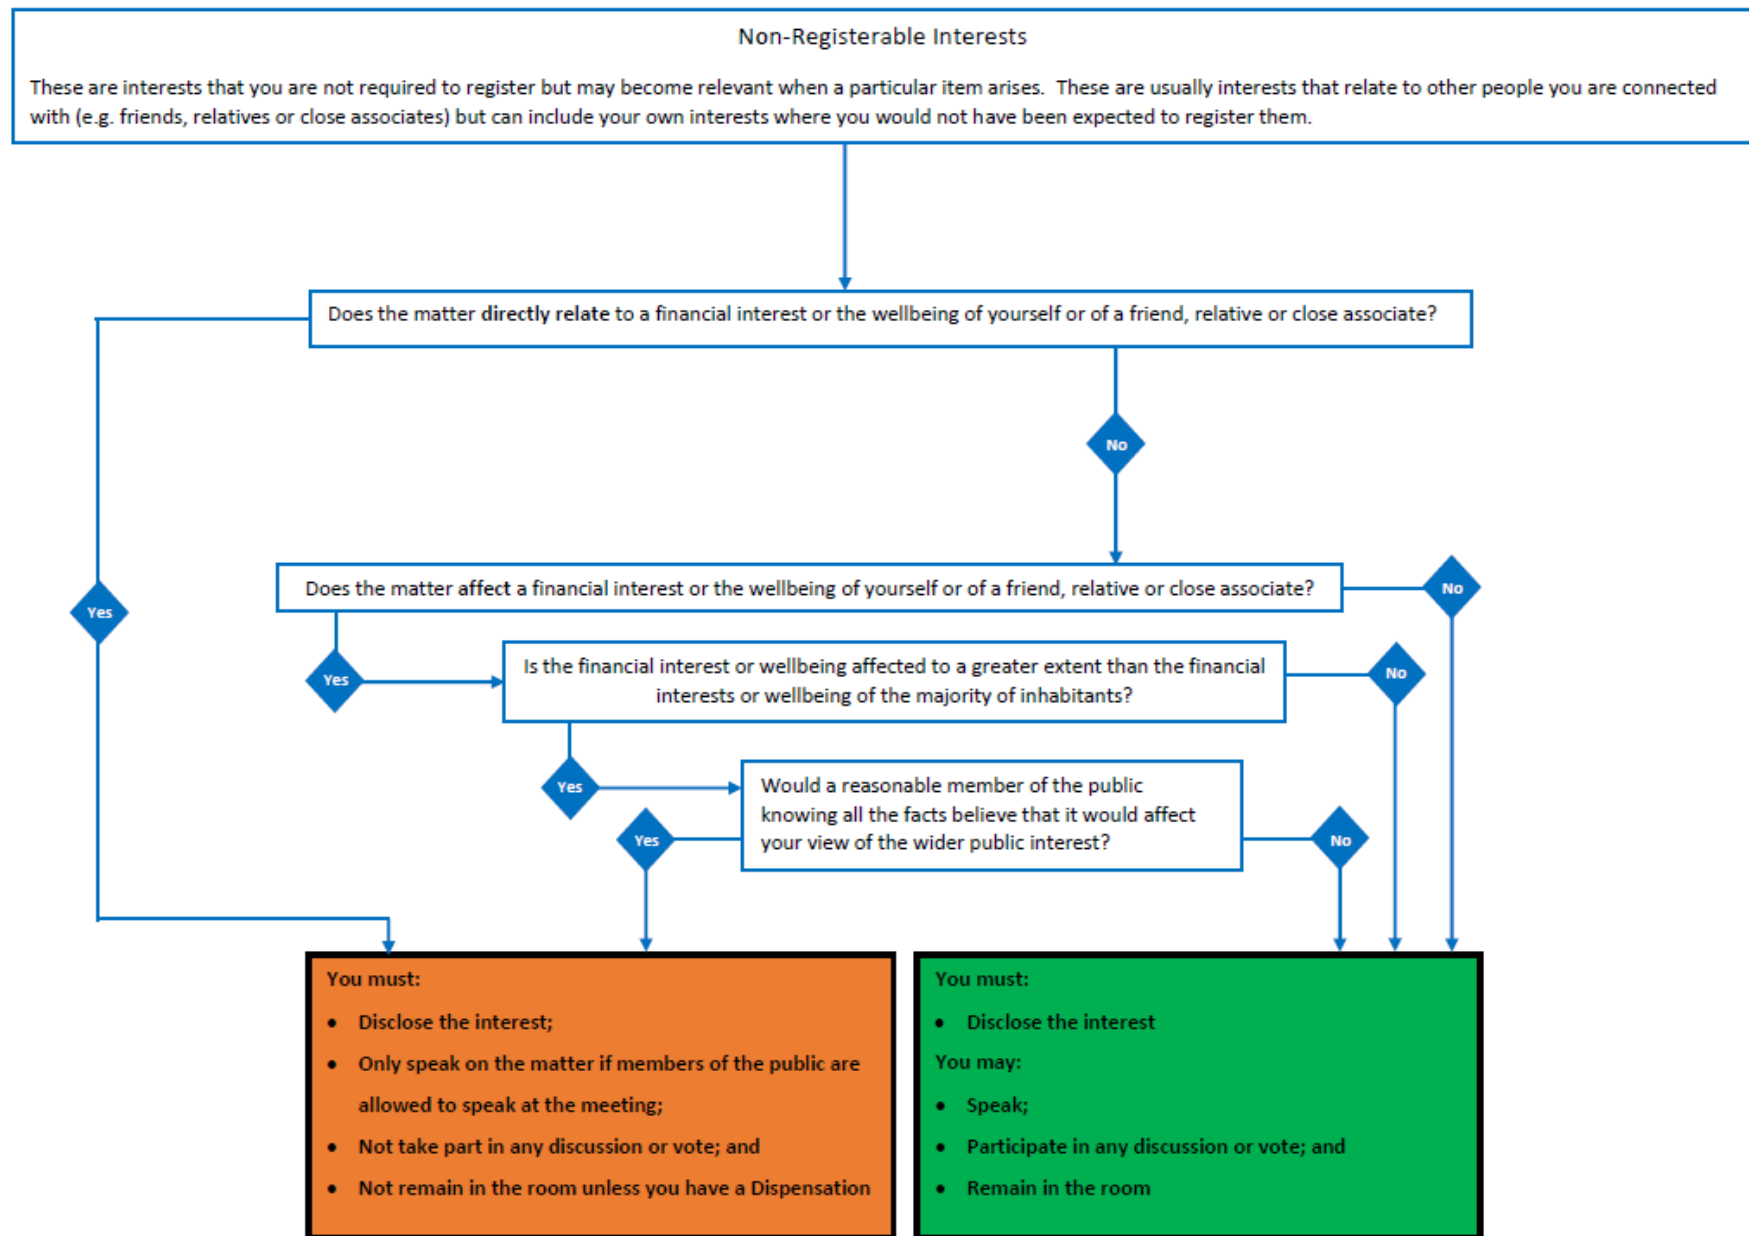 Non-Registerable Interests
These are interests that you are not required to register but may become relevant when a particular item arises.  These are usually interests that relate to other people you are connected
with (e.g. friends, relatives or close associates) but can include your own interests where you would not have been expected to register them.
Does the matter directly relate to a financial interest or the wellbeing of yourself or of a friend, relative or close associate?
No
Does the matter affect a financial interest or the wellbeing of yourself or of a friend, relative or close associate?
No
Yes
Yes
Is the financial interest or wellbeing affected to a greater extent than the financial
interests or wellbeing of the majority of inhabitants?
No
Yes
Would a reasonable member of the public
knowing all the facts believe that it would affect
your view of the wider public interest?
Yes
No
You must:
• Disclose the interest;
• Only speak on the matter if members of the public are
allowed to speak at the meeting;
• Not take part in any discussion or vote; and
• Not remain in the room unless you have a Dispensation
You must:
• Disclose the interest
You may:
• Speak;
• Participate in any discussion or vote; and
• Remain in the room